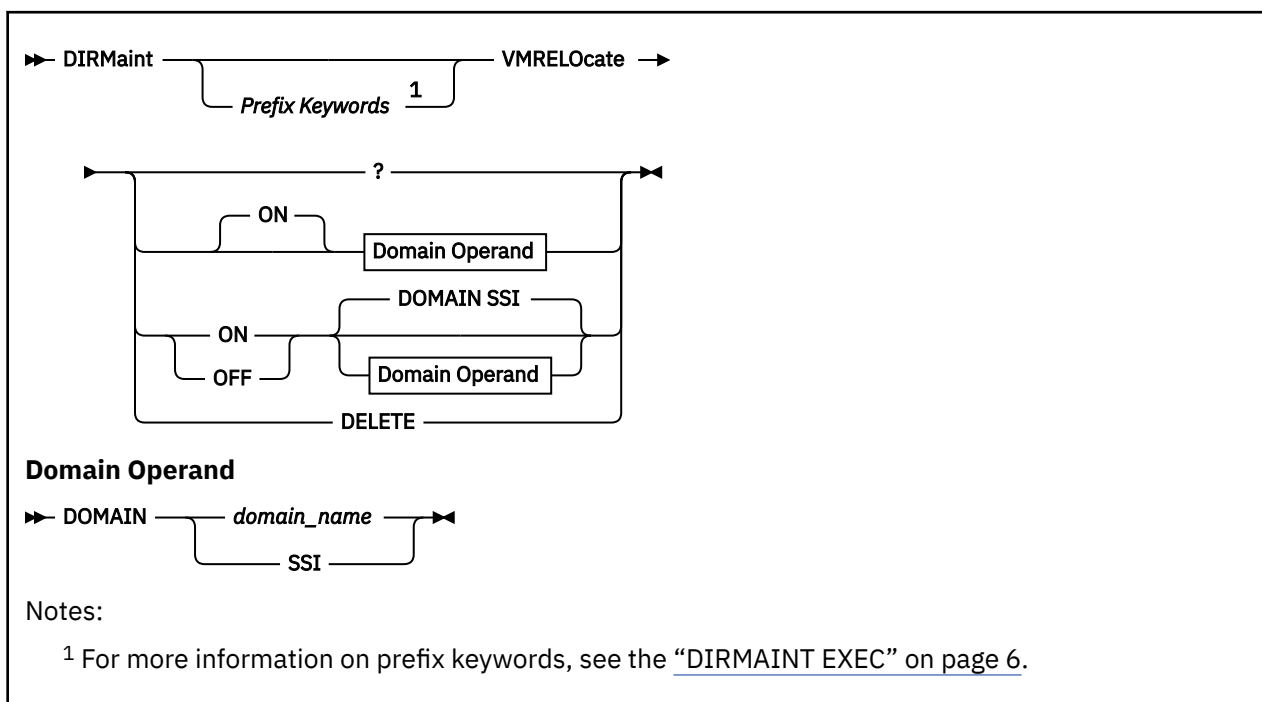 DIRMaint VMRELOcate
Prefix Keywords 1
?
ON
Domain Operand
DOMAIN SSI
ON
OFF Domain Operand
DELETE
Domain Operand
DOMAIN domain_name
SSI
Notes:
1 For more information on prefix keywords, see the “DIRMAINT EXEC” on page 6.